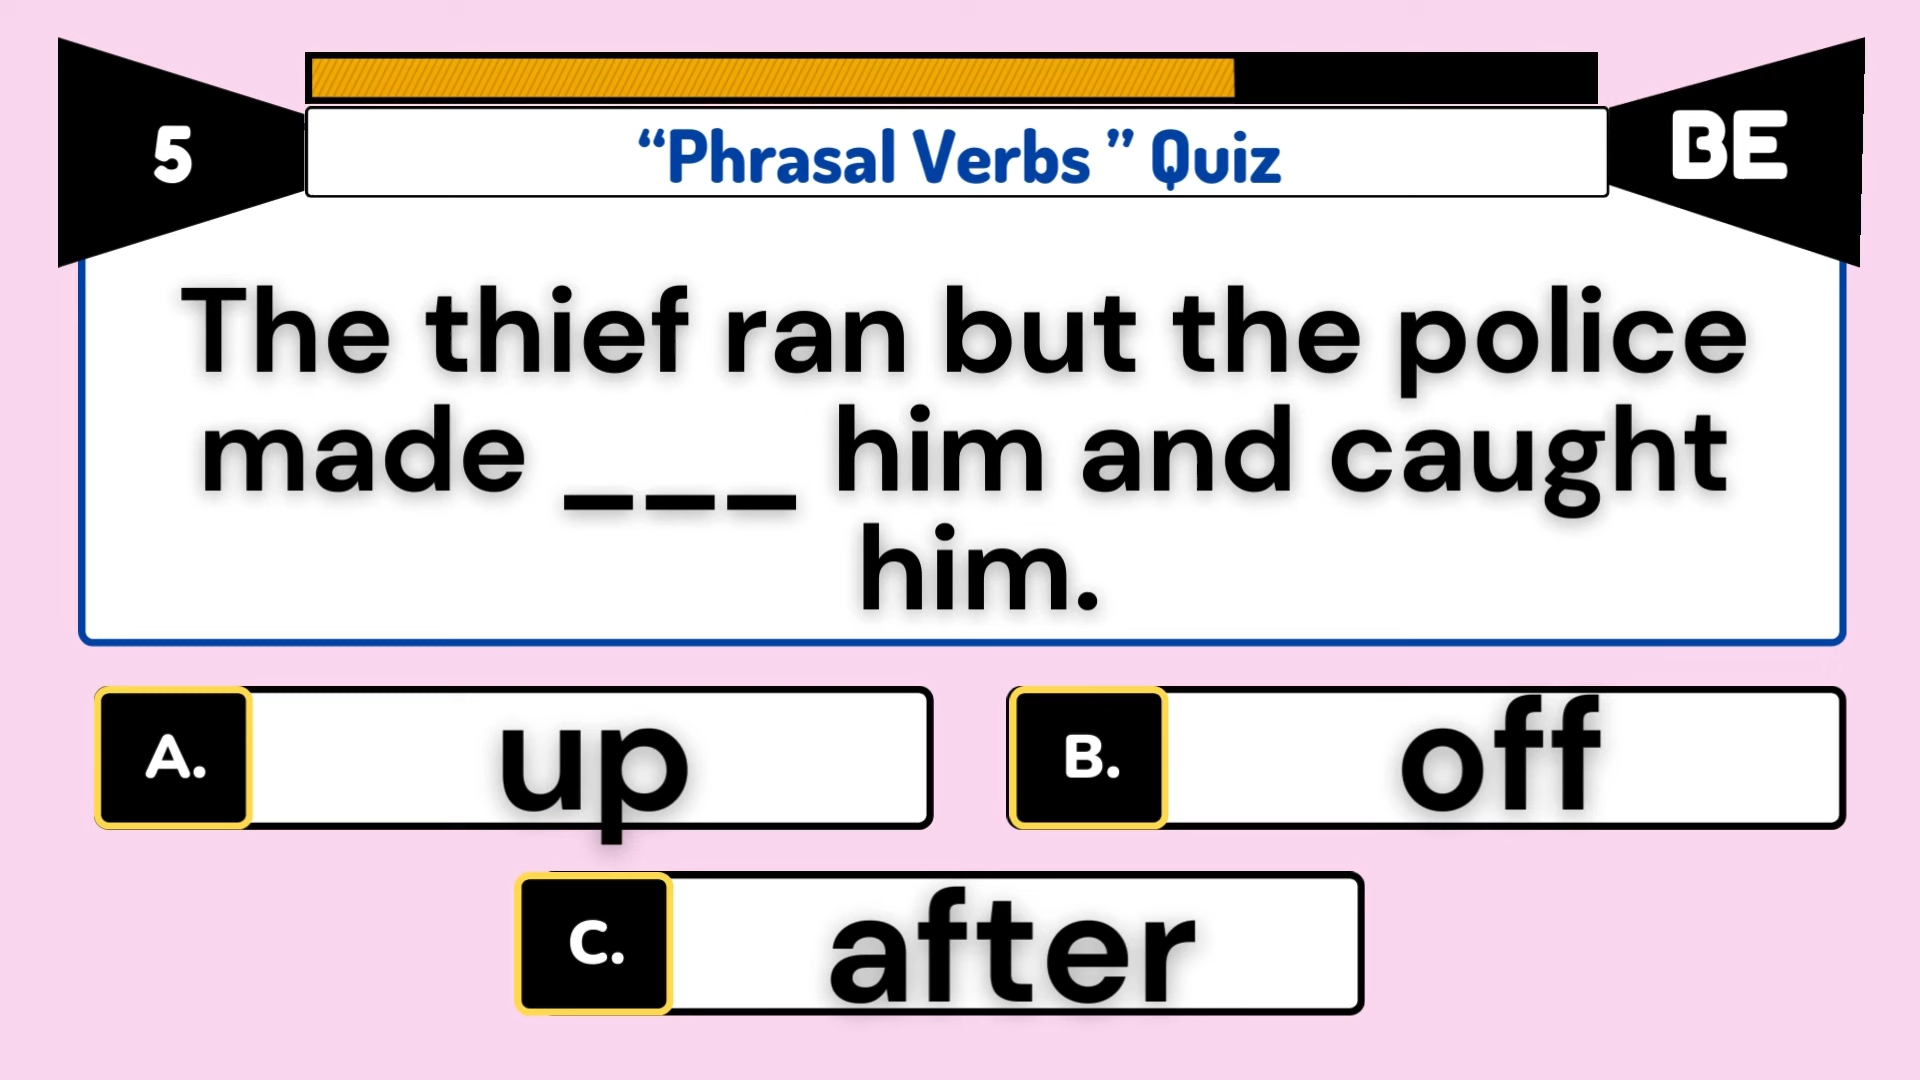 5
“Phrasal Verbs ” Quiz
BE
The thief ran but the police
made ___ him and caught
him.
A.
up
B.
off
C.
after